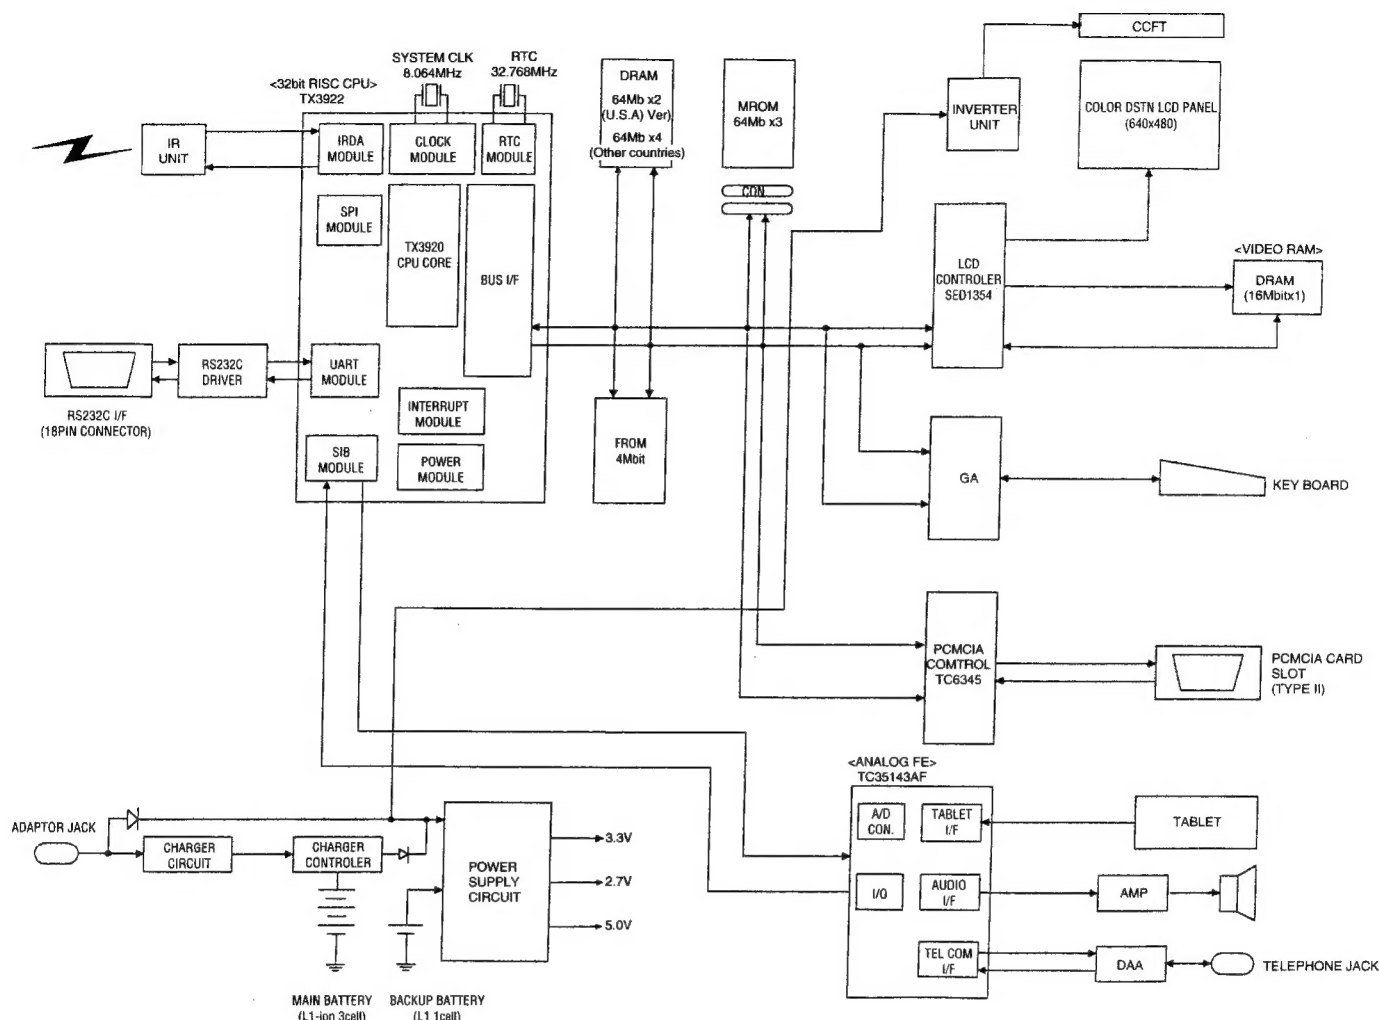 CCFT
SYSTEM CLK
8.064MHz
RTC
32.768MHz
<32bit RISC CPU>
TX3922
DRAM
64Mb x2
(U.S.A) Ver)
64Mb x4
(Other countries)
MROM
64Mb x3
INVERTER
UNIT
COLOR DSTN LCD PANEL
(640x480)
IR
UNIT
IRDA
MODULE
CLOCK
MODULE
RTC
MODULE
CON.
SPI
MODULE
TX3920
CPU CORE
BUS I/F
LCD
CONTROLER
SED1354
<VIDEO RAM>
DRAM
(16Mbitx1)
RS232C
DRIVER
UART
MODULE
RS232C I/F
(18PIN CONNECTOR)
INTERRUPT
MODULE
SIB
MODULE
POWER
MODULE
FROM
4Mbit
GA
KEY BOARD
PCMCIA
COMTROL
TC6345
PCMCIA CARD
SLOT
(TYPE II)
<ANALOG FE>
TC35143AF
ADAPTOR JACK
CHARGER
CIRCUIT
CHARGER
CONTROLER
POWER
SUPPLY
CIRCUIT
3.3V
2.7V
5.0V
A/D
CON.
TABLET
I/F
TABLET
I/O
AUDIO
I/F
AMP
TEL COM
I/F
DAA
TELEPHONE JACK
MAIN BATTERY
(L1-ion 3cell)
BACKUP BATTERY
(L1 1cell)